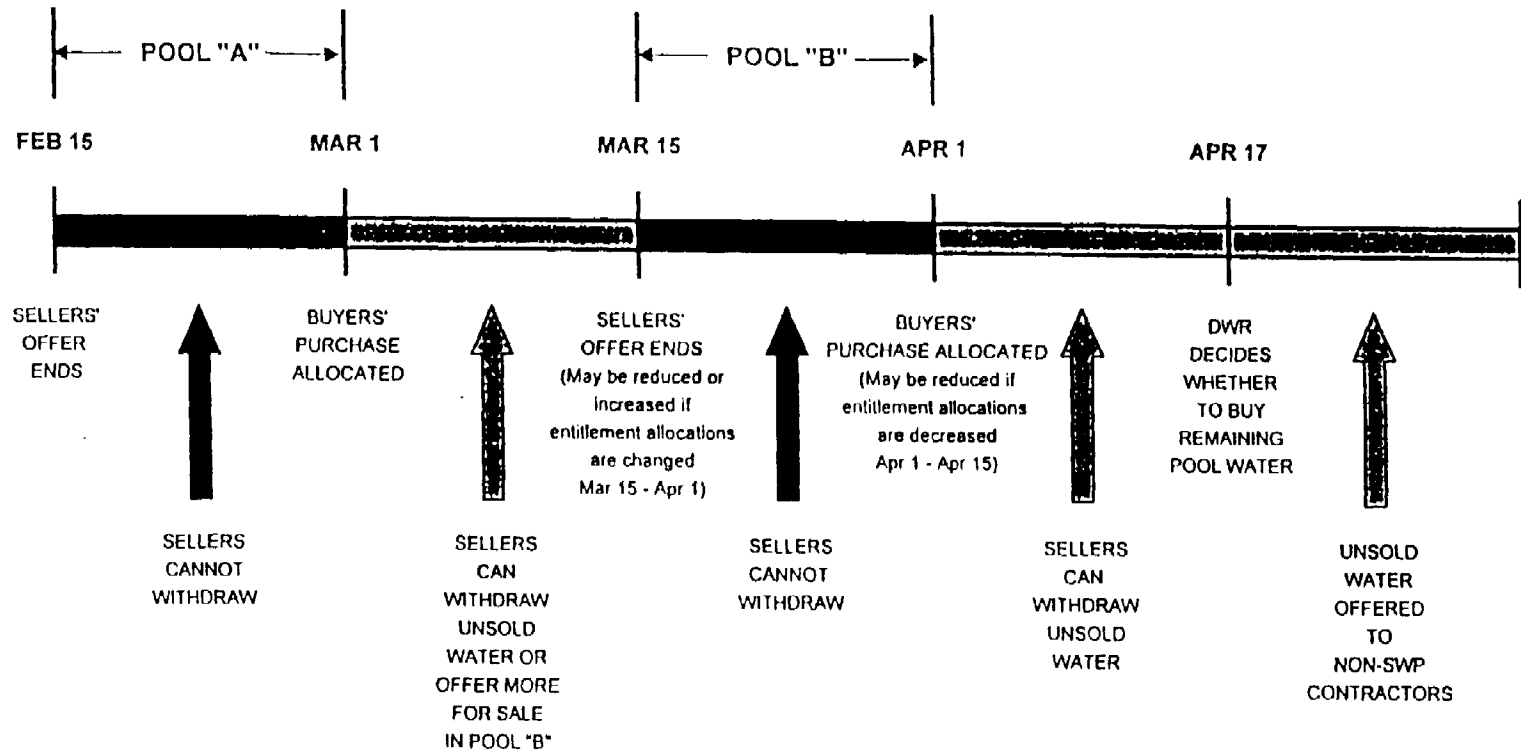 POOL "A"
POOL "B"
FEB 15
MAR 1
MAR 15
APR 1
APR 17
SELLERS'
OFFER
ENDS
BUYERS'
PURCHASE
ALLOCATED
SELLERS'
OFFER ENDS
(May be reduced or
increased if
entitlement allocations
are changed
Mar 15 - Apr 1)
BUYERS'
PURCHASE ALLOCATED
(May be reduced if
entitlement allocations
are decreased
Apr 1 - Apr 15)
DWR
DECIDES
WHETHER
TO BUY
REMAINING
POOL WATER
SELLERS
CANNOT
WITHDRAW
SELLERS
CAN
WITHDRAW
UNSOLD
WATER OR
OFFER MORE
FOR SALE
IN POOL "B"
SELLERS
CANNOT
WITHDRAW
SELLERS
CAN
WITHDRAW
UNSOLD
WATER
UNSOLD
WATER
OFFERED
TO
NON-SWP
CONTRACTORS